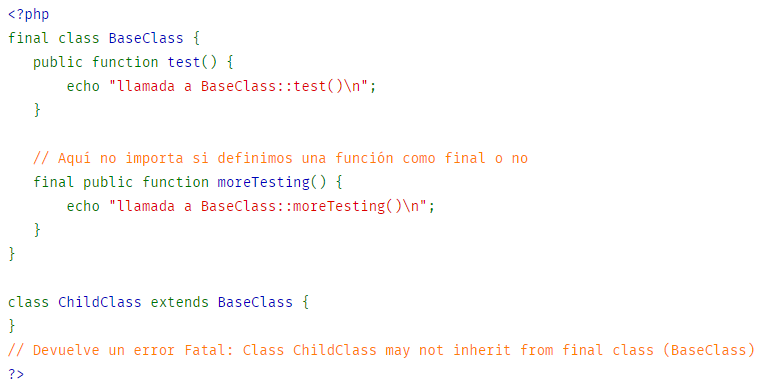 <?php
final class BaseClass {
   public function test() {
       echo "llamada a BaseClass::test()\n";
   }

   // Aquí no importa si definimos una función como final o no
   final public function moreTesting() {
       echo "llamada a BaseClass::moreTesting()\n";
   }
}

class ChildClass extends BaseClass {
}
// Devuelve un error Fatal: Class ChildClass may not inherit from final class (BaseClass)
?>